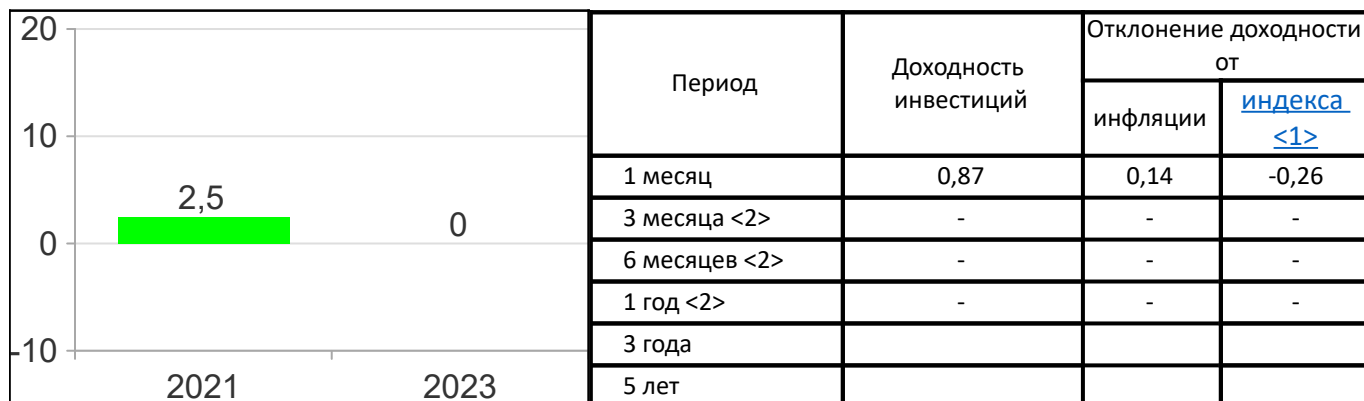 20
10
0
-10
2,5
0
2021 2023
Период
Доходность
инвестиций
Отклонение доходности
от
инфляции
индекса
<1>
1 месяц 0,87 0,14 -0,26
3 месяца <2> - - -
6 месяцев <2> - - -
1 год <2> - - -
3 года
5 лет